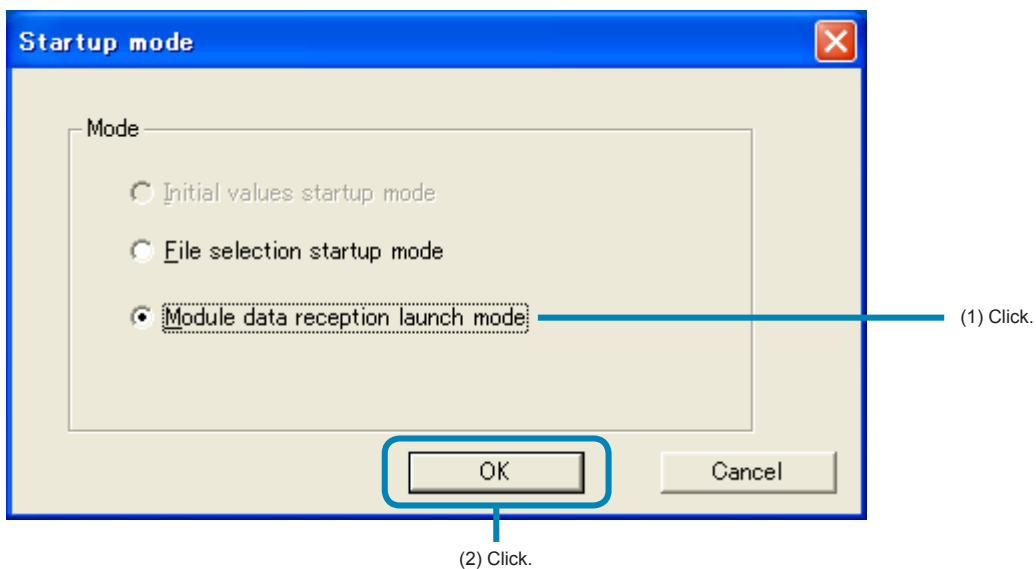 Startup mode
Mode
Initial values startup mode
File selection startup mode
Module data reception launch mode
(1) Click.
OK
Cancel
(2) Click.